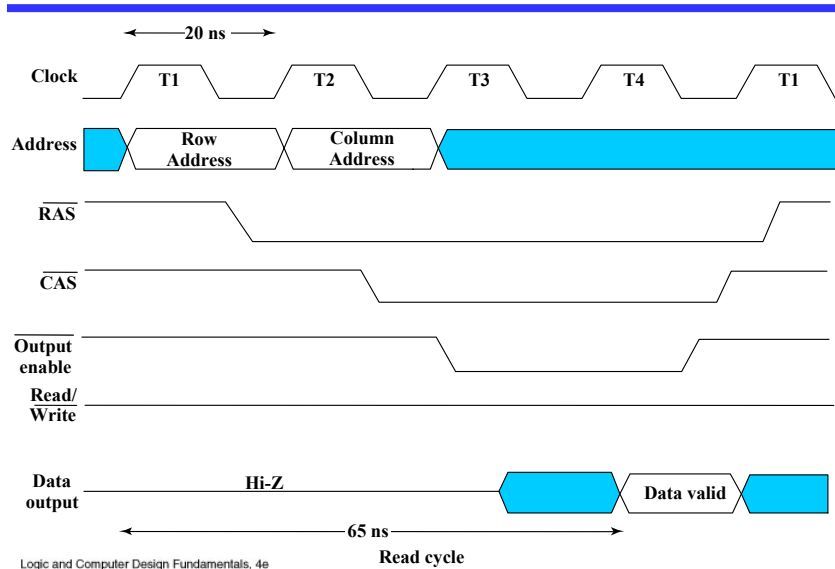 20 ns
Clock T1 T2 T3 T4 T1
Address Row Address Column Address
RAS
CAS
Output enable
Read/
Write
Data output Hi-Z Data valid
65 ns
Read cycle
Logic and Computer Design Fundamentals, 4e